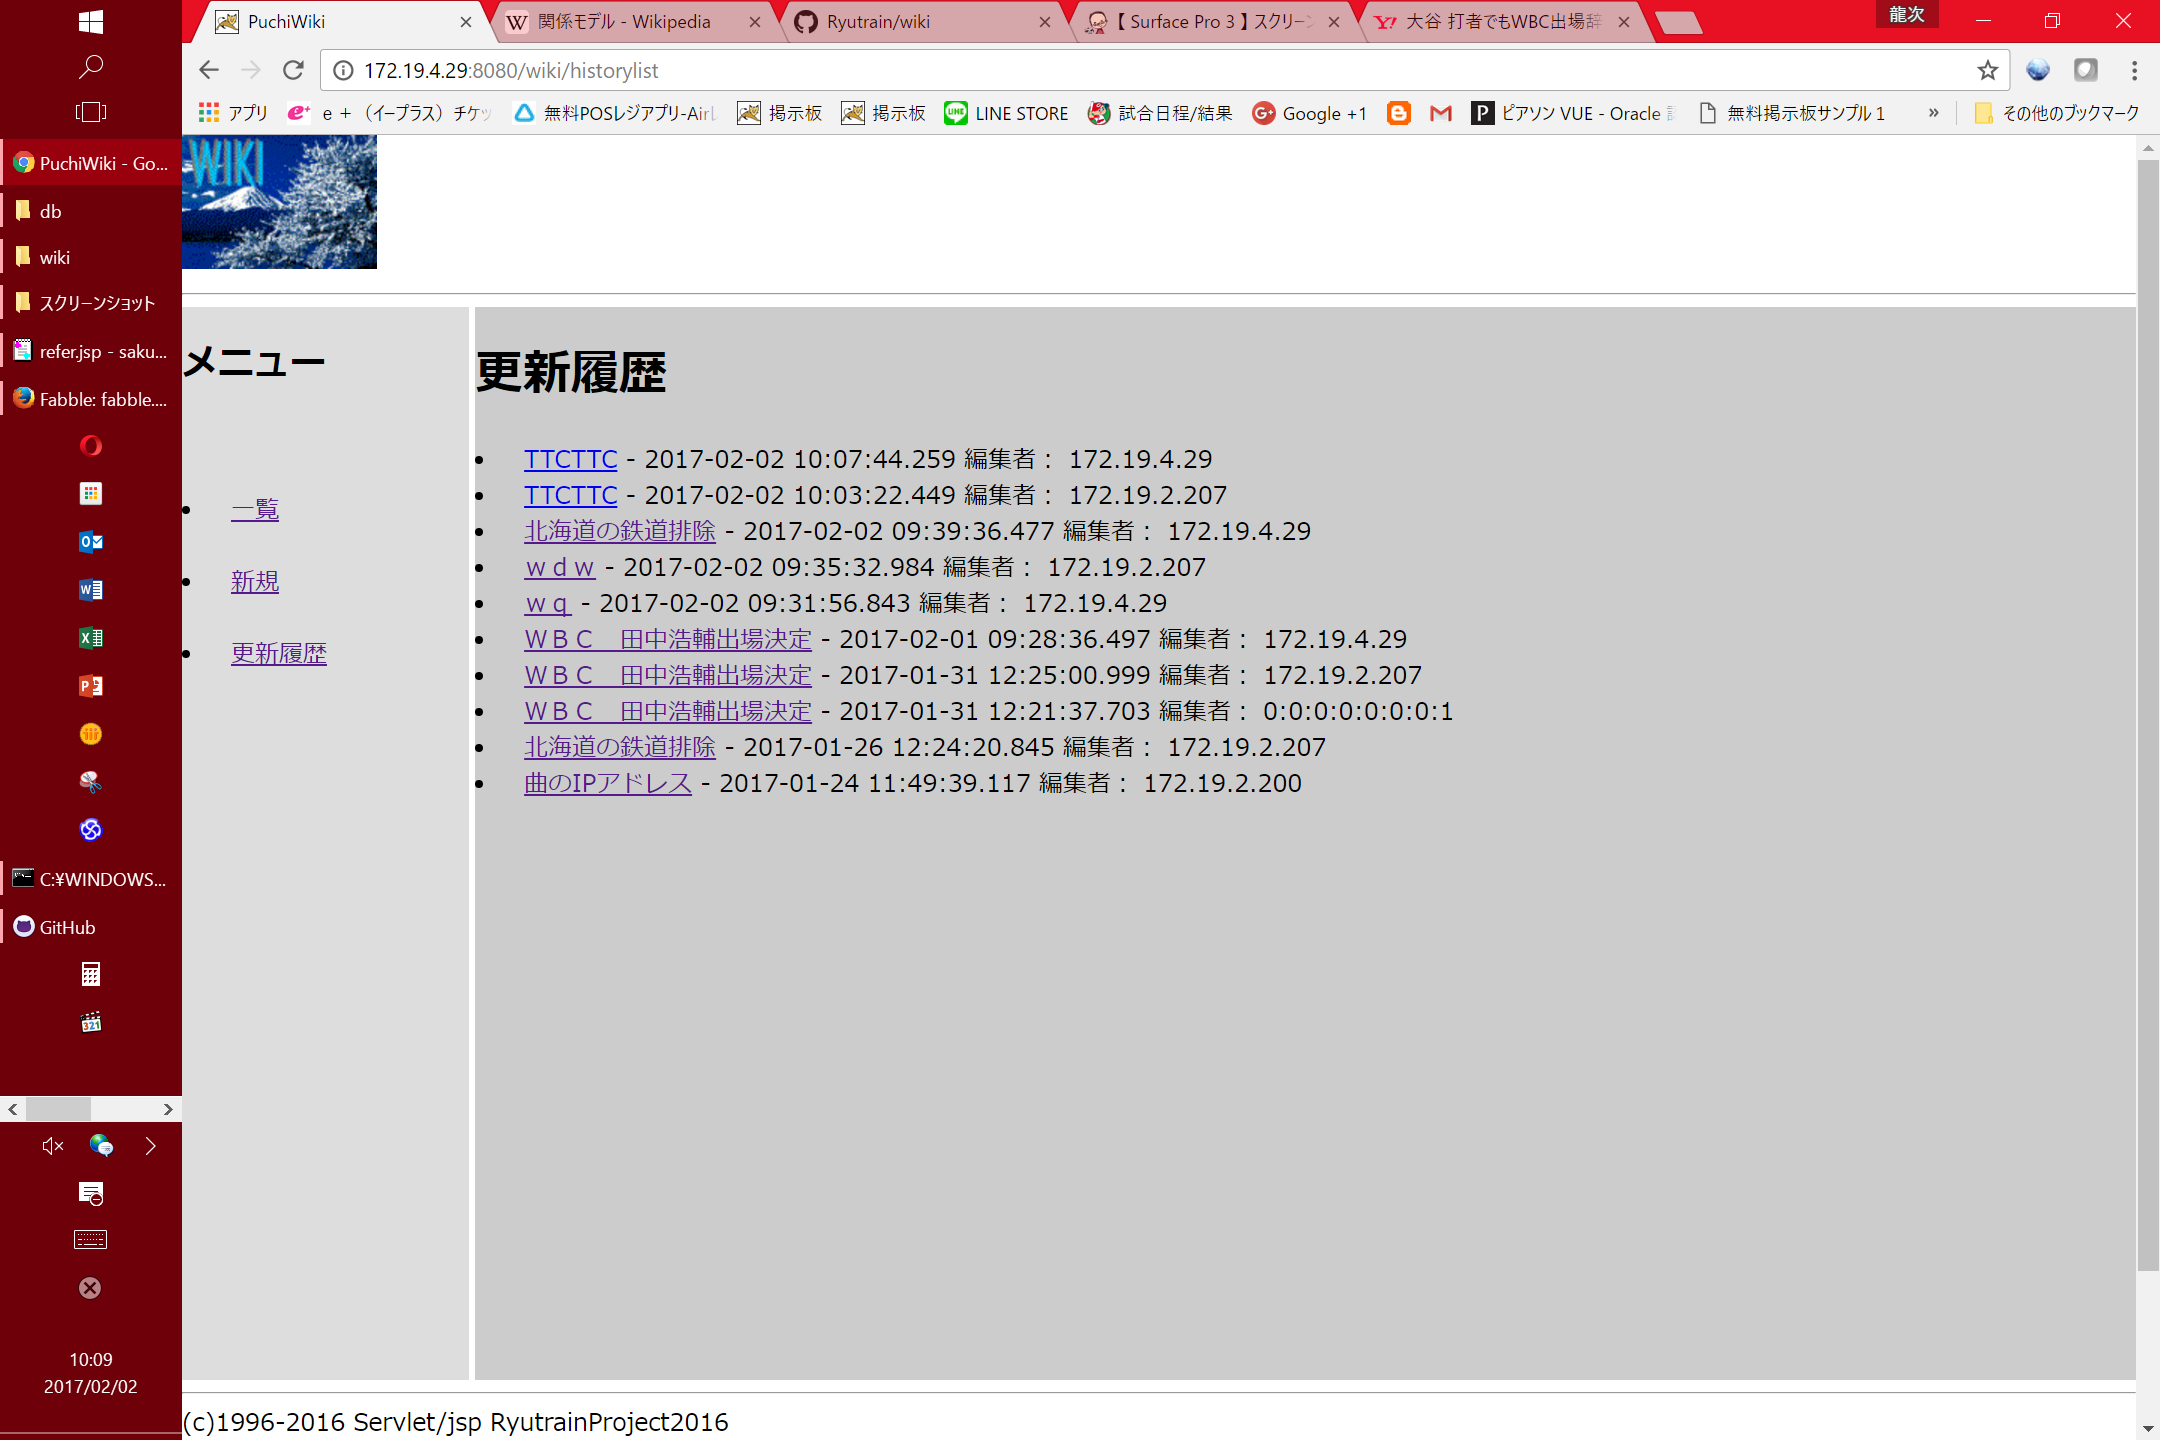 PuchiWiki
関係モデル - Wikipedia
Ryutrain/wiki
【 Surface Pro 3 】 スクリーン
大谷 打者でもWBC出場辞
龍次
172.19.4.29:8080/wiki/historylist
アプリ
e + （イープラス）チケッ
無料POSレジアプリ-Airレ
掲示板
掲示板
LINE STORE
試合日程/結果
Google +1
ピアソン VUE - Oracle 認
無料掲示板サンプル 1
»
その他のブックマーク
PuchiWiki - Go...
db
wiki
スクリーンショット
refer.jsp - saku...
Fabble: fabble....
C:¥WINDOWS...
GitHub
10:09
2017/02/02
WIKI
メニュー
一覧
新規
更新履歴
更新履歴
TTCTTC - 2017-02-02 10:07:44.259 編集者： 172.19.4.29
TTCTTC - 2017-02-02 10:03:22.449 編集者： 172.19.2.207
北海道の鉄道排除 - 2017-02-02 09:39:36.477 編集者： 172.19.4.29
ｗｄｗ - 2017-02-02 09:35:32.984 編集者： 172.19.2.207
ｗｑ - 2017-02-02 09:31:56.843 編集者： 172.19.4.29
ＷＢＣ　田中浩輔出場決定 - 2017-02-01 09:28:36.497 編集者： 172.19.4.29
ＷＢＣ　田中浩輔出場決定 - 2017-01-31 12:25:00.999 編集者： 172.19.2.207
ＷＢＣ　田中浩輔出場決定 - 2017-01-31 12:21:37.703 編集者： 0:0:0:0:0:0:0:1
北海道の鉄道排除 - 2017-01-26 12:24:20.845 編集者： 172.19.2.207
曲のIPアドレス - 2017-01-24 11:49:39.117 編集者： 172.19.2.200
(c)1996-2016 Servlet/jsp RyutrainProject2016